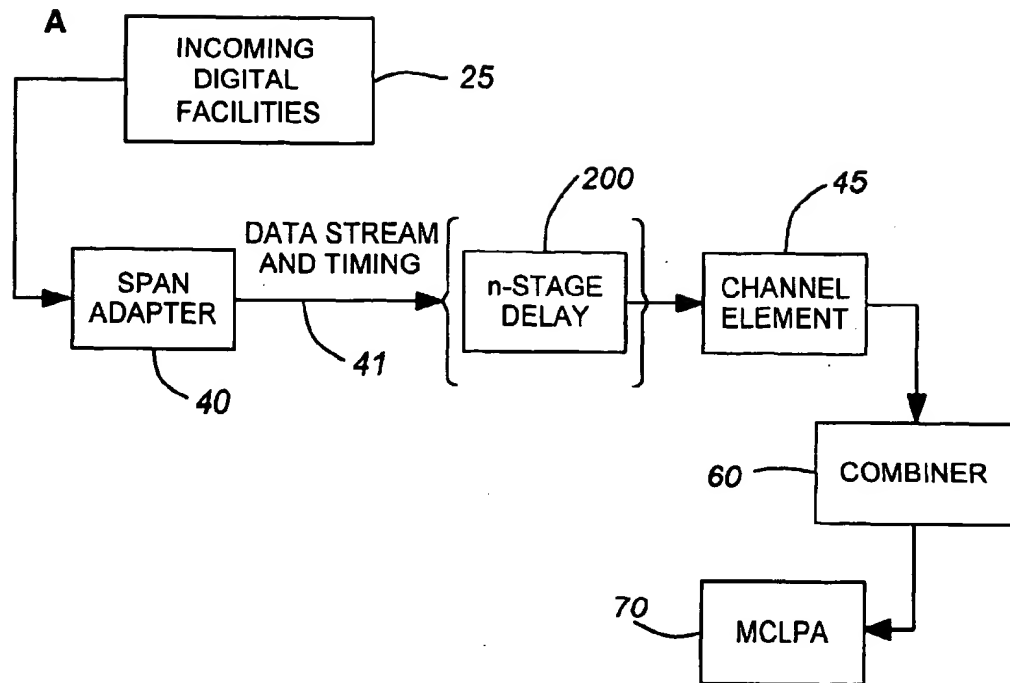 A
INCOMING
DIGITAL
FACILITIES
25
200
45
DATA STREAM
AND TIMING
SPAN
ADAPTER
n-STAGE
DELAY
CHANNEL
ELEMENT
41
40
60
COMBINER
70
MCLPA